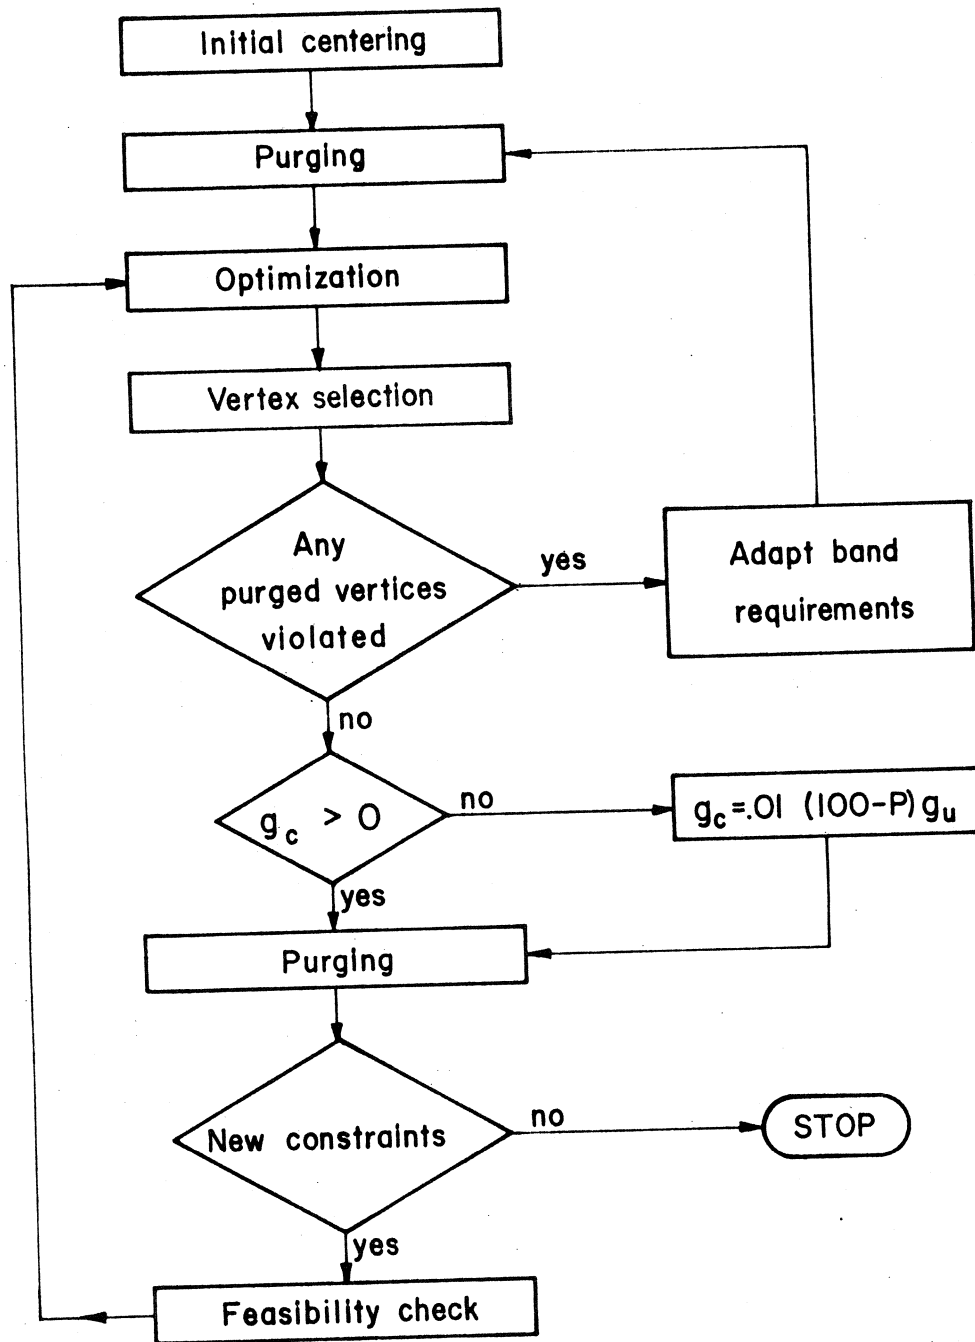 Initial centering
Purging
Optimization
Vertex selection
Any
purged vertices
violated
yes
Adapt band
requirements
no
g_c > 0
no
g_c=.01 (100-P)g_u
yes
Purging
New constraints
no
STOP
yes
Feasibility check